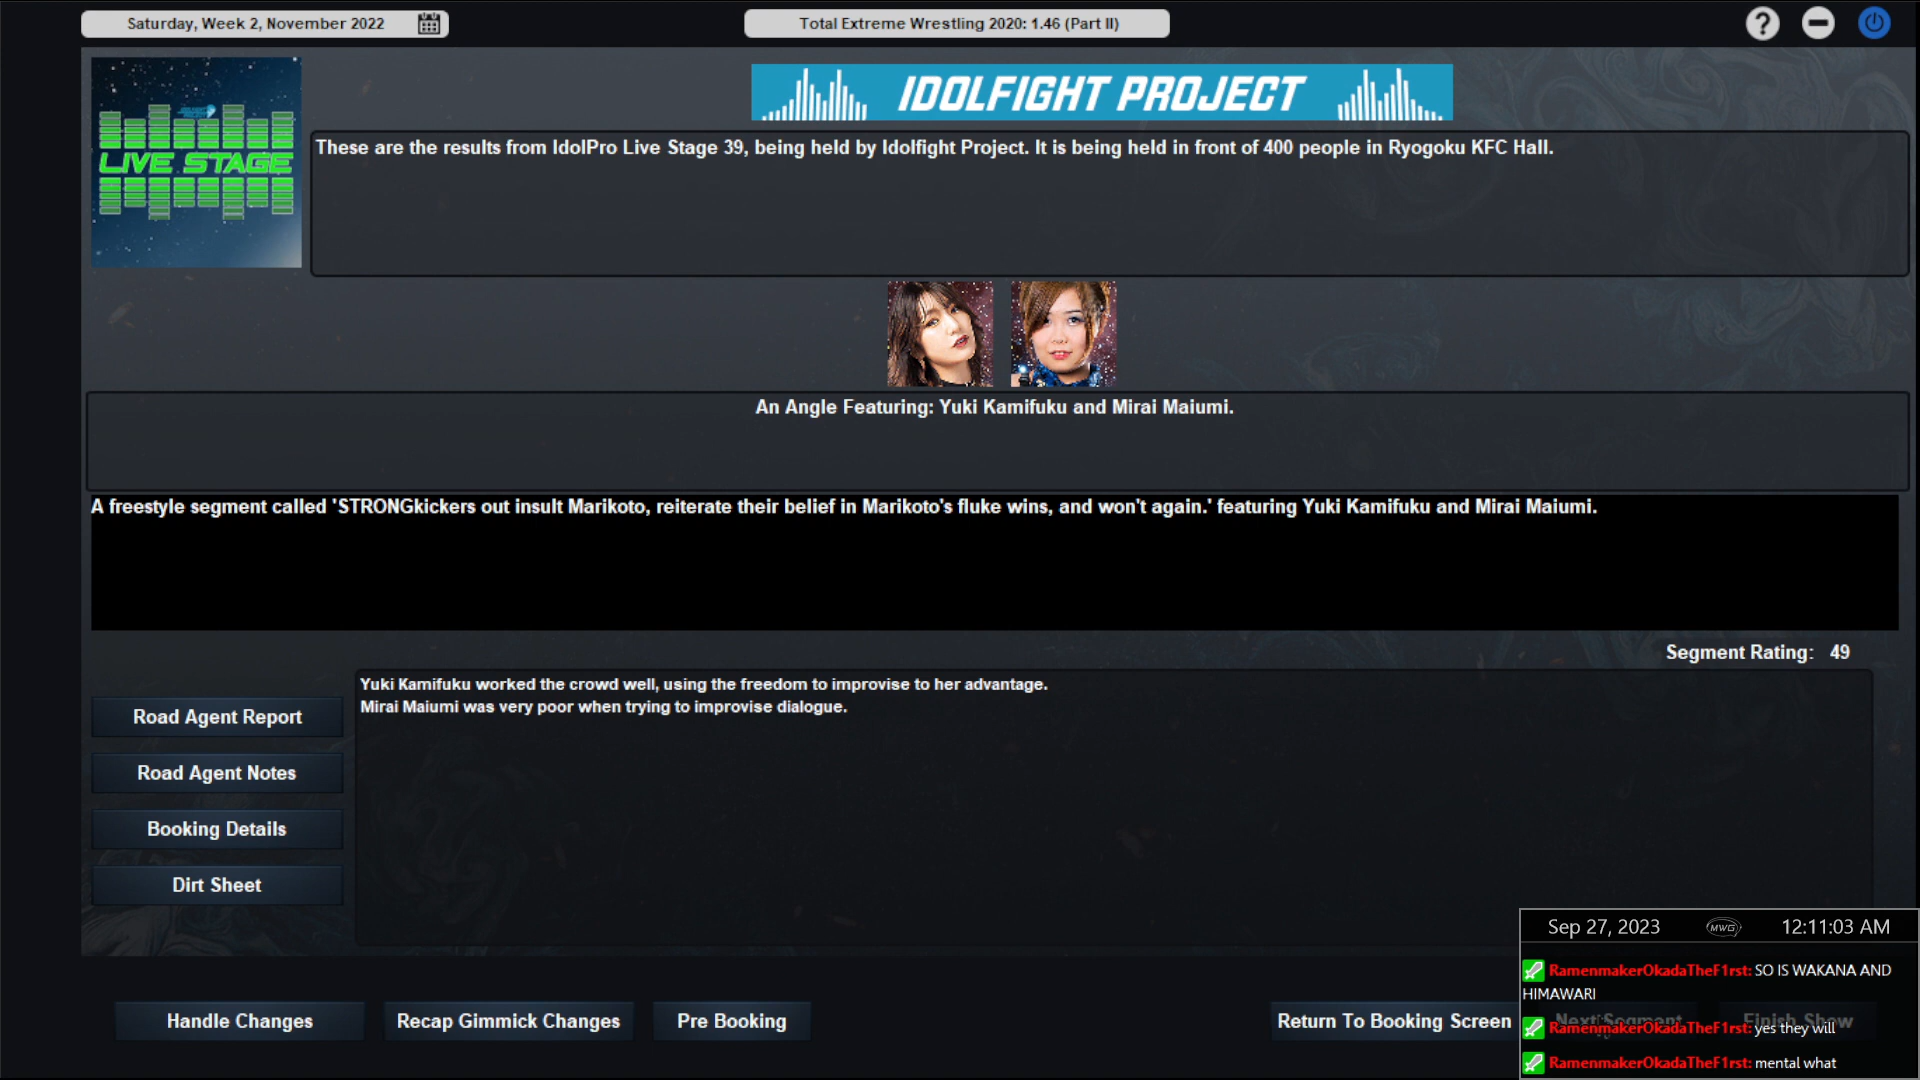 Saturday, Week 2, November 2022
Total Extreme Wrestling 2020: 1.46 (Part II)
?
LIVE STAGE
IDOLFIGHT PROJECT
These are the results from IdolPro Live Stage 39, being held by Idolfight Project. It is being held in front of 400 people in Ryogoku KFC Hall.
An Angle Featuring: Yuki Kamifuku and Mirai Maiumi.
A freestyle segment called 'STRONGkickers out insult Marikoto, reiterate their belief in Marikoto's fluke wins, and won't again.' featuring Yuki Kamifuku and Mirai Maiumi.
Segment Rating: 49
Yuki Kamifuku worked the crowd well, using the freedom to improvise to her advantage.
Mirai Maiumi was very poor when trying to improvise dialogue.
Road Agent Report
Road Agent Notes
Booking Details
Dirt Sheet
Handle Changes
Recap Gimmick Changes
Pre Booking
Return To Booking Screen
Next Segment
Finish Show
Sep 27, 2023
MWG
12:11:03 AM
RamenmakerOkadaTheF1rst: SO IS WAKANA AND
HIMAWARI
RamenmakerOkadaTheF1rst: yes they will
RamenmakerOkadaTheF1rst: mental what